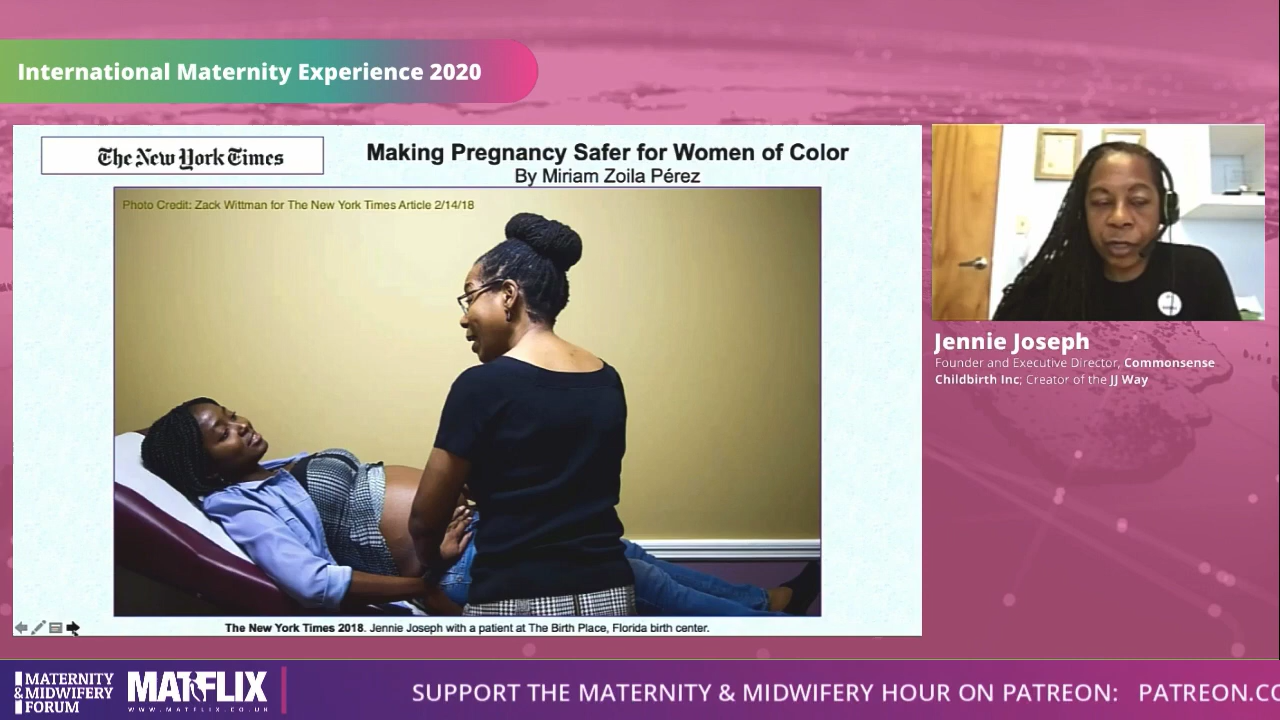 International Maternity Experience 2020
The New York Times
Making Pregnancy Safer for Women of Color
By Miriam Zoila Pérez
Photo Credit: Zack Wittman for The New York Times Article 2/14/18
The New York Times 2018. Jennie Joseph with a patient at The Birth Place, Florida birth center.
Jennie Joseph
Founder and Executive Director, Commonsense
Childbirth Inc; Creator of the JJ Way
MATERNITY
& MIDWIFERY
FORUM
MATFLIX
WWW.MATFLIX.CO.UK
SUPPORT THE MATERNITY & MIDWIFERY HOUR ON PATREON: PATREON.CO